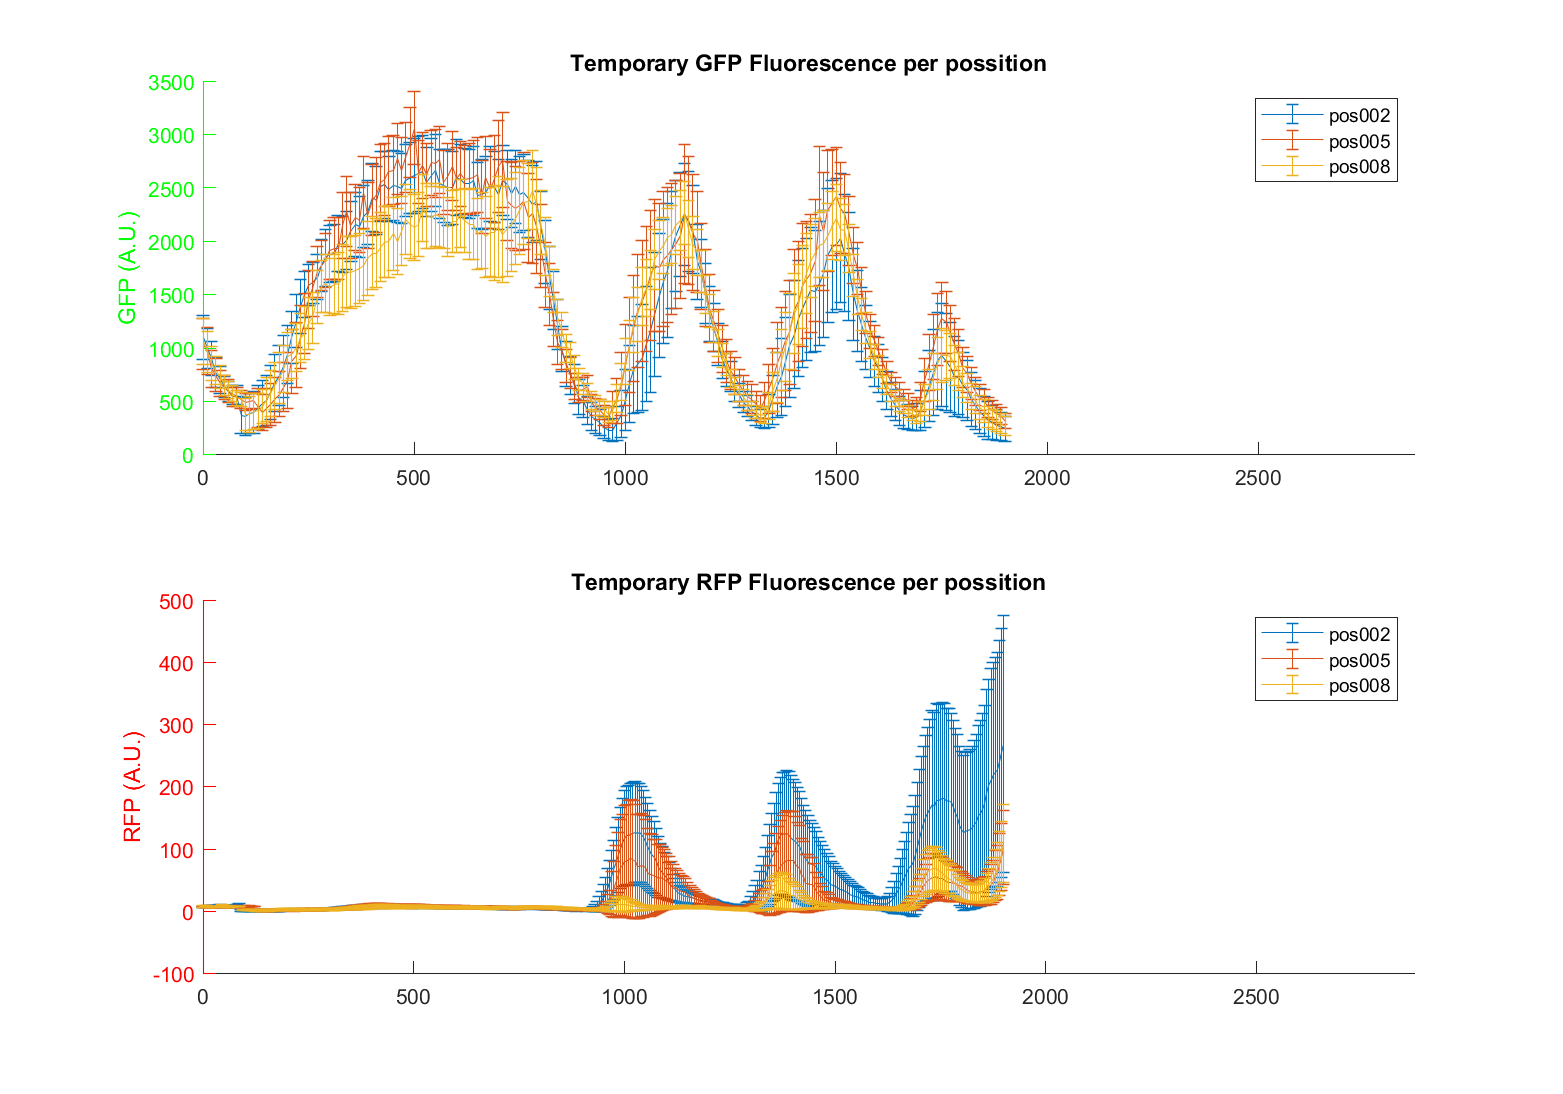 Temporary GFP Fluorescence per possition
GFP (A.U.)
3500
3000
2500
2000
1500
1000
500
0
0 500 1000 1500 2000 2500
pos002
pos005
pos008
Temporary RFP Fluorescence per possition
RFP (A.U.)
500
400
300
200
100
0
-100
0 500 1000 1500 2000 2500
pos002
pos005
pos008